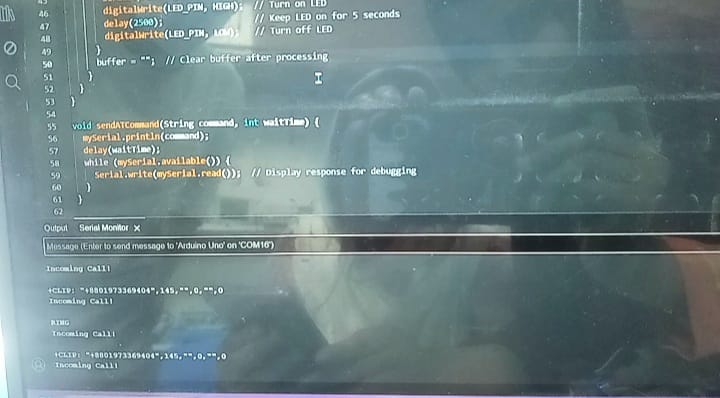 46 digitalWrite(LED_PIN, HIGH); // Turn on LED
47 delay(2500); // Keep LED on for 5 seconds
48 digitalWrite(LED_PIN, LOW); // Turn off LED
49 }
50 buffer = ""; // Clear buffer after processing
51 }
52 }
53 }
54
55 void sendATCommand(String command, int waitTime) {
56 mySerial.println(command);
57 delay(waitTime);
58 while (mySerial.available()) {
59 Serial.write(mySerial.read()); // Display response for debugging
60 }
61 }
62
Output Serial Monitor X
Message (Enter to send message to 'Arduino Uno' on 'COM16')
Incoming Call!
+CLIP: "+8801973369404",145,"",0,"",0
Incoming Call!
RING
Incoming Call!
+CLIP: "+8801973369404",145,"",0,"",0
Incoming Call!